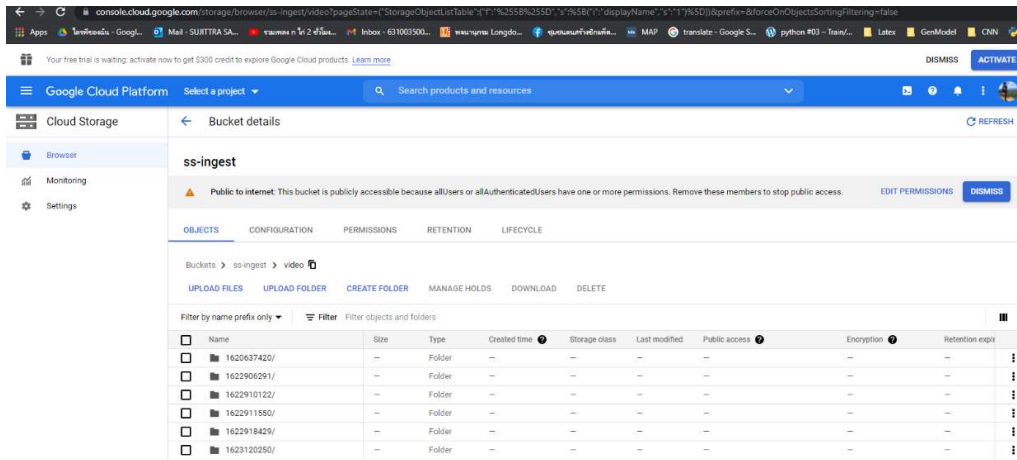 console.cloud.google.com/storage/browser/ss-ingest/video?pageState=("StorageObjectListTable":("f":"%255B%255D","s":%5B("i":"displayName","s":"1")%5D))&prefix=&forceOnObjectsSortingFiltering=false
Apps Mail - SUJITTRA SA... Inbox - 631003500... MAP translate - Google S... python #03 – Train/... Latex GenModel CNN
Your free trial is waiting: activate now to get $300 credit to explore Google Cloud products. Learn more DISMISS ACTIVATE
Google Cloud Platform Select a project Search products and resources
Cloud Storage Bucket details REFRESH
Browser
Monitoring
Settings
ss-ingest
Public to internet: This bucket is publicly accessible because allUsers or allAuthenticatedUsers have one or more permissions. Remove these members to stop public access. EDIT PERMISSIONS DISMISS
OBJECTS CONFIGURATION PERMISSIONS RETENTION LIFECYCLE
Buckets > ss-ingest > video
UPLOAD FILES UPLOAD FOLDER CREATE FOLDER MANAGE HOLDS DOWNLOAD DELETE
Filter by name prefix only Filter Filter objects and folders
Name Size Type Created time Storage class Last modified Public access Encryption Retention expir
1620637420/ — Folder — — — — — —
1622906291/ — Folder — — — — — —
1622910122/ — Folder — — — — — —
1622911550/ — Folder — — — — — —
1622918429/ — Folder — — — — — —
1623120250/ — Folder — — — — — —